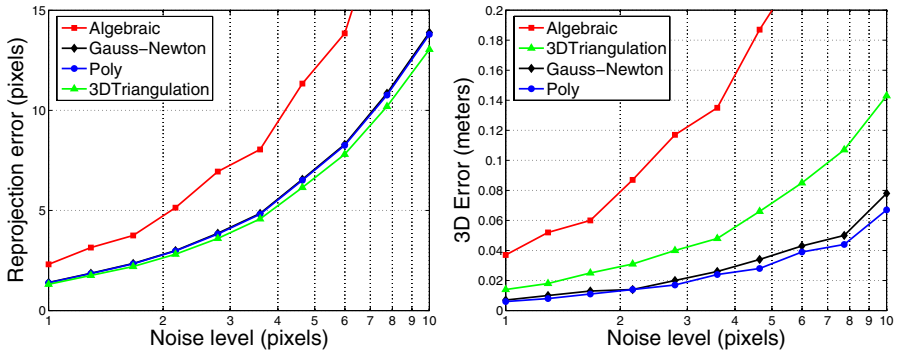 Reprojection error (pixels)
15
10
5
0
Algebraic
Gauss-Newton
Poly
3DTriangulation
1 2 3 4 5 6 7 8 9 10
Noise level (pixels)
3D Error (meters)
0.2
0.18
0.16
0.14
0.12
0.1
0.08
0.06
0.04
0.02
0
Algebraic
3DTriangulation
Gauss-Newton
Poly
1 2 3 4 5 6 7 8 9 10
Noise level (pixels)